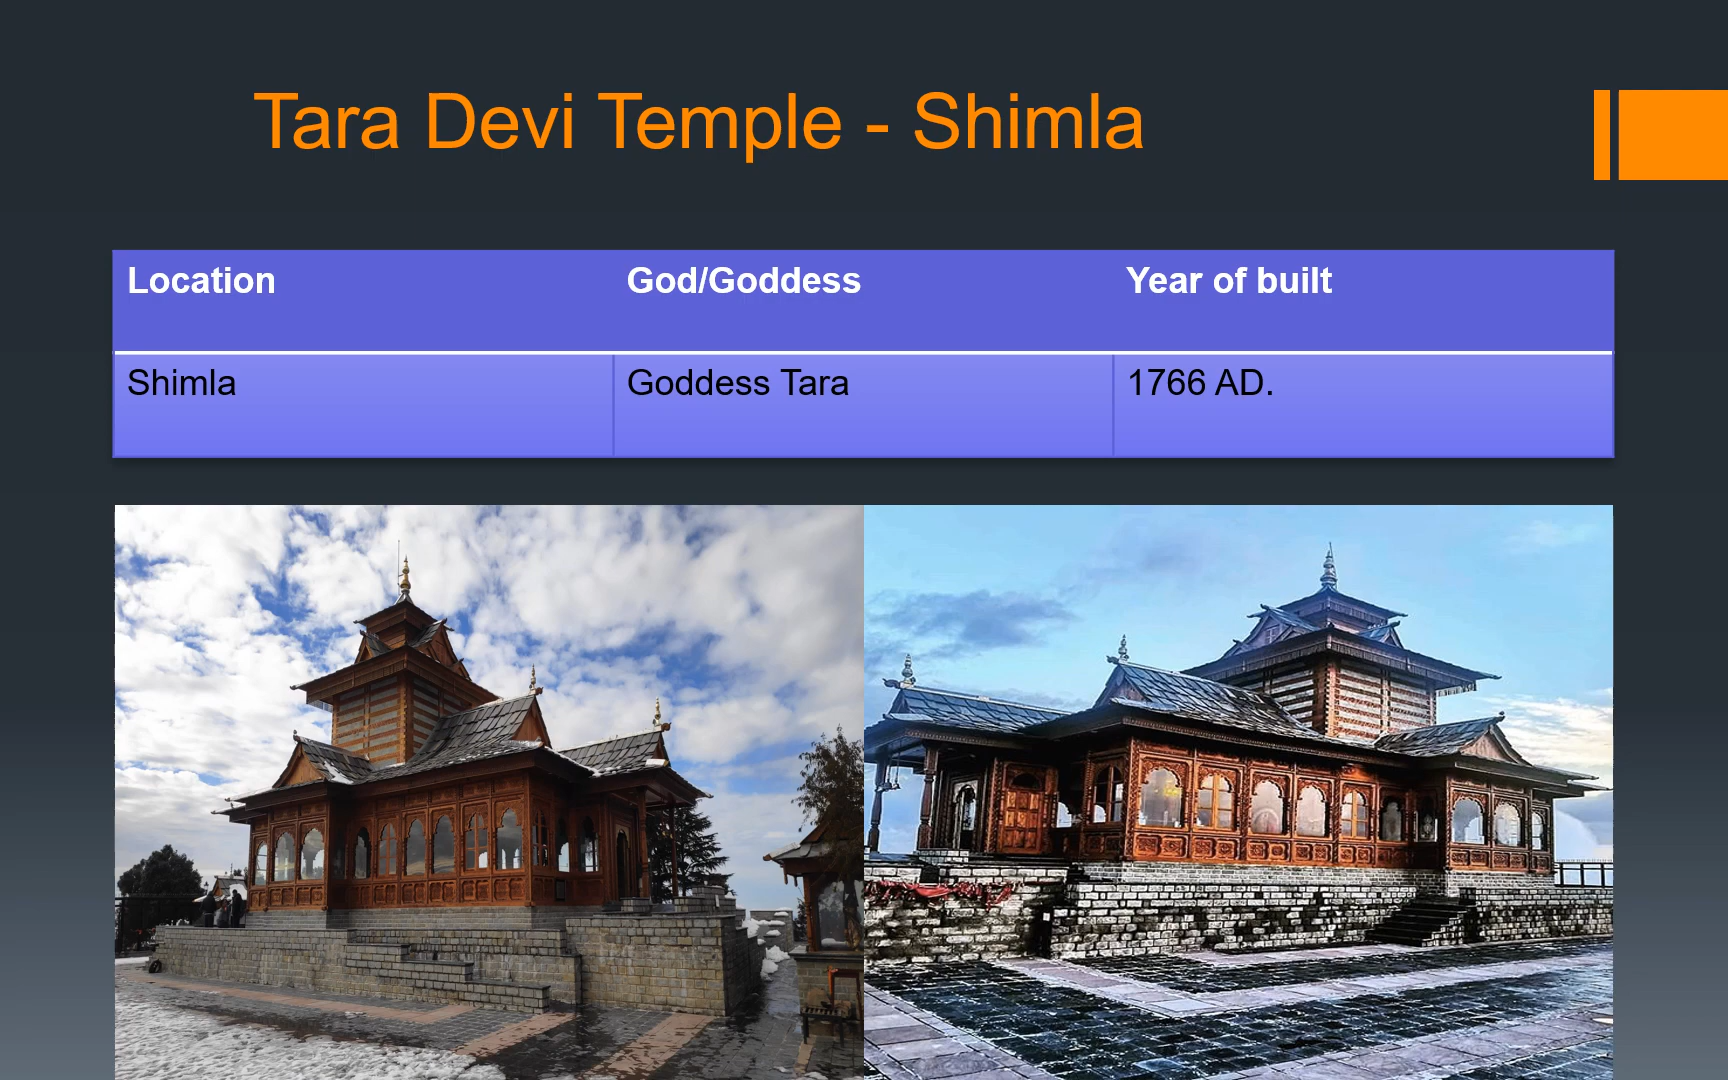 Tara Devi Temple - Shimla
Location God/Goddess Year of built
Shimla Goddess Tara 1766 AD.